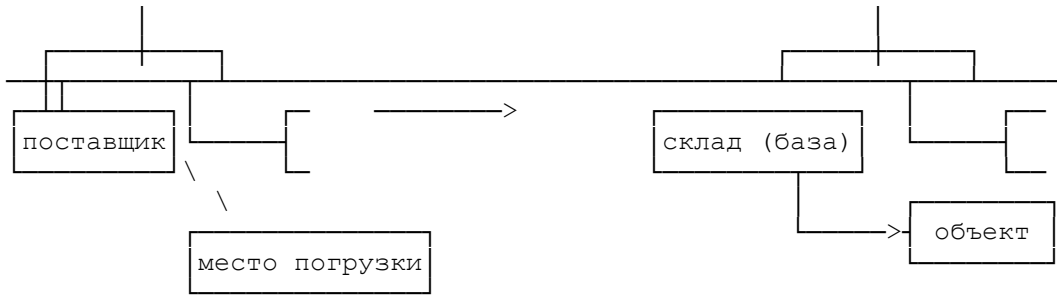 поставщик
склад (база)
объект
место погрузки